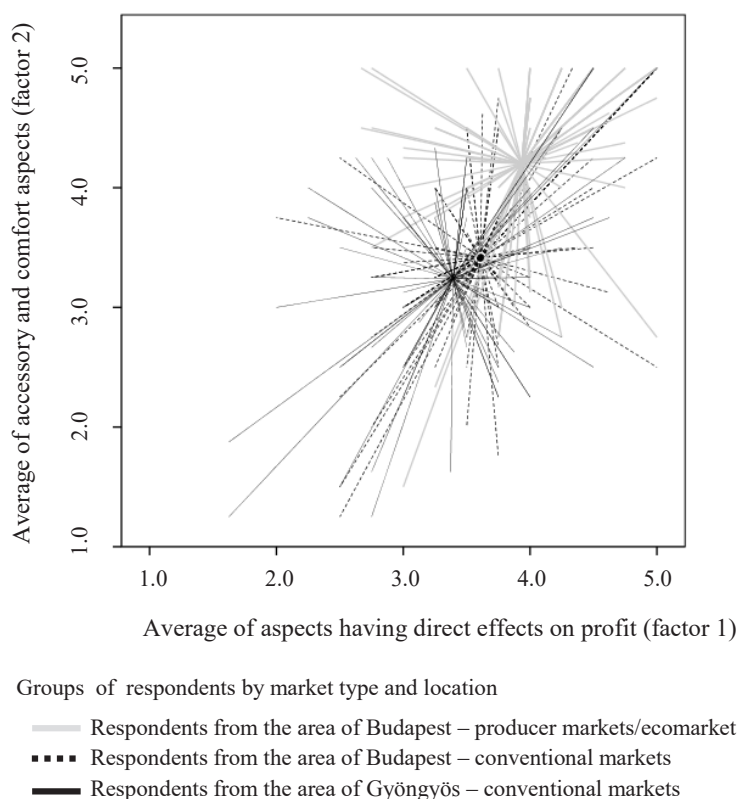 Average of accessory and comfort aspects (factor 2)
5.0
4.0
3.0
2.0
1.0
1.0 2.0 3.0 4.0 5.0
Average of aspects having direct effects on profit (factor 1)
Groups of respondents by market type and location
Respondents from the area of Budapest – producer markets/ecomarket
Respondents from the area of Budapest – conventional markets
Respondents from the area of Gyöngyös – conventional markets